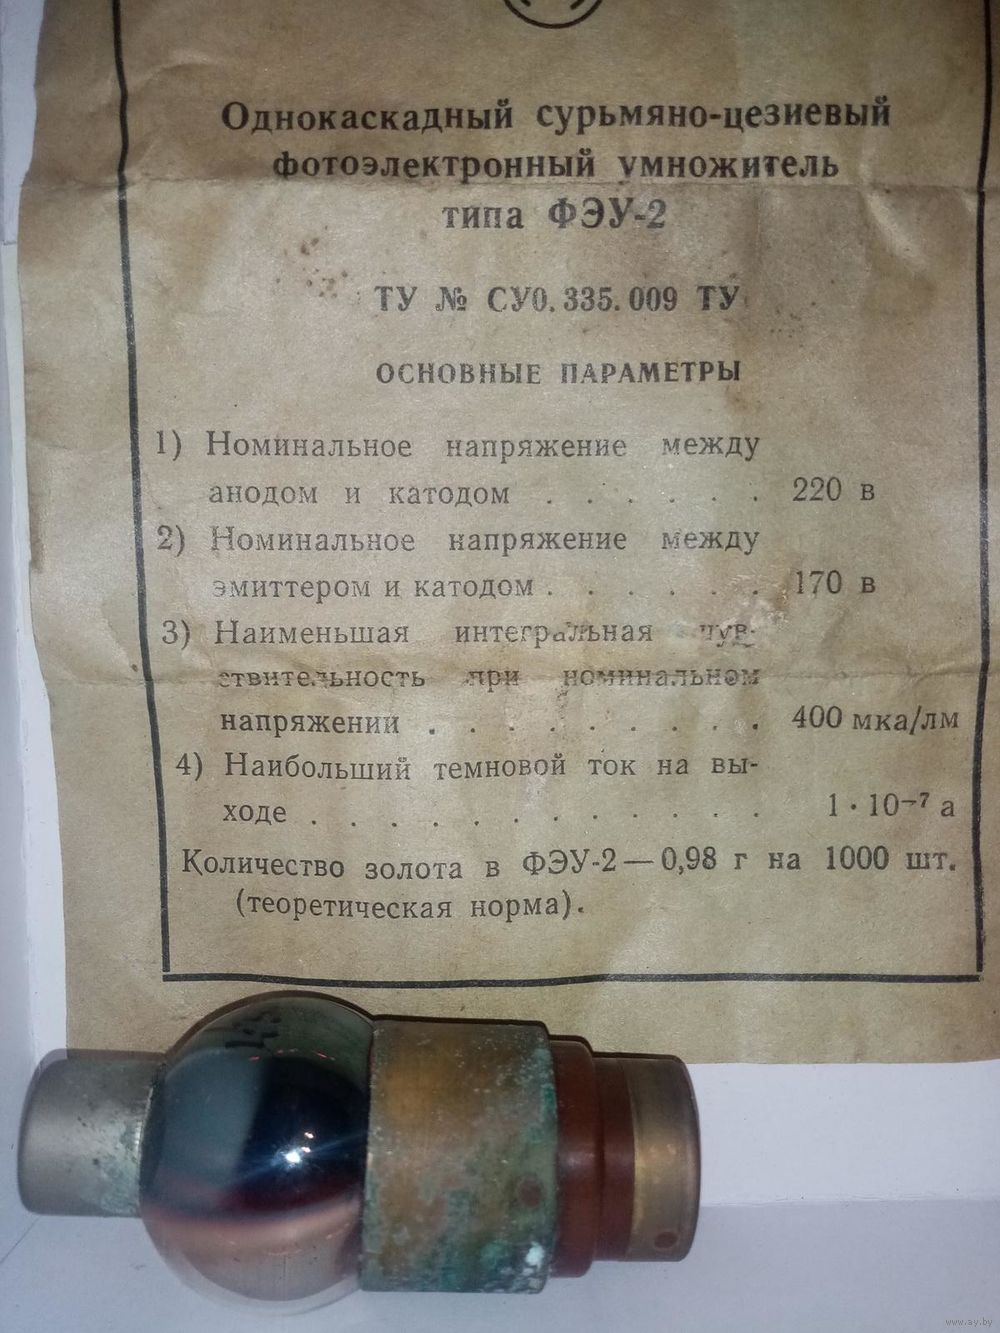 Однокаскадный сурьмяно-цезиевый
фотоэлектронный умножитель
типа ФЭУ-2
ТУ № СУ0.335.009 ТУ
ОСНОВНЫЕ ПАРАМЕТРЫ
1) Номинальное напряжение между
анодом и катодом . . . . . . 220 в
2) Номинальное напряжение между
эмиттером и катодом . . . . . . 170 в
3) Наименьшая интегральная чув-
ствительность при номинальном
напряжении . . . . . . . . . 400 мка/лм
4) Наибольший темновой ток на вы-
ходе . . . . . . . . . . . . 1 · 10⁻⁷ а
Количество золота в ФЭУ-2 — 0,98 г на 1000 шт.
(теоретическая норма).
www.ay.by